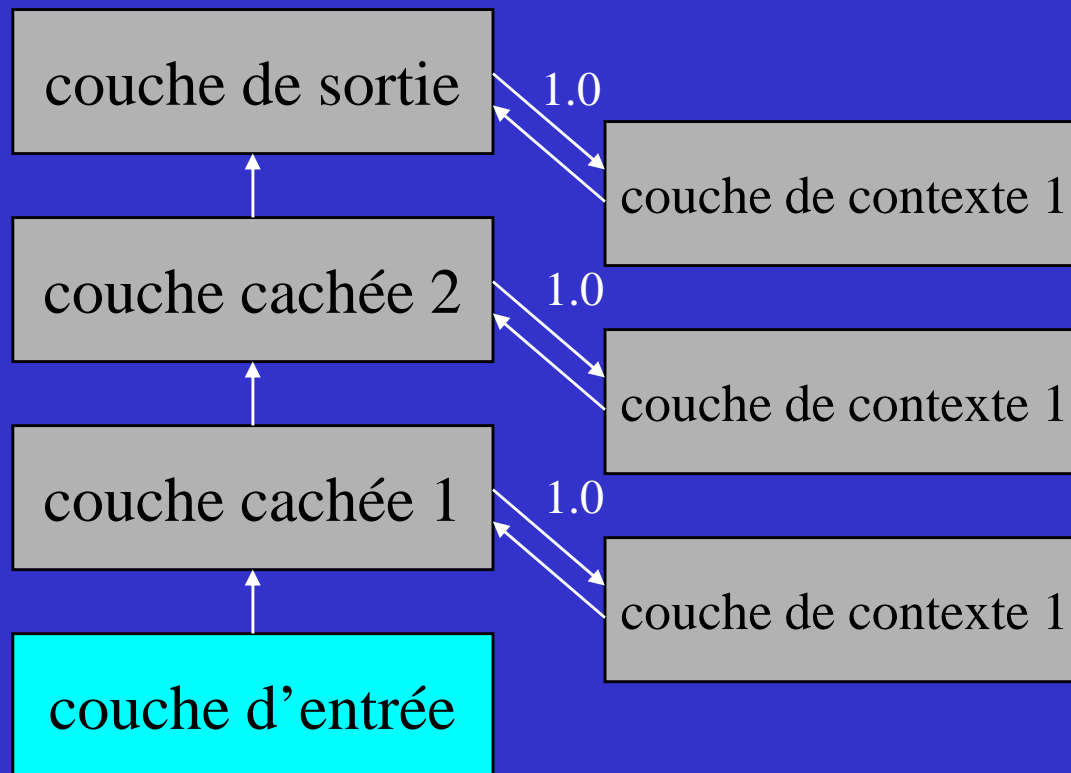 couche de sortie
1.0
couche de contexte 1
couche cachée 2
1.0
couche de contexte 1
couche cachée 1
1.0
couche de contexte 1
couche d’entrée